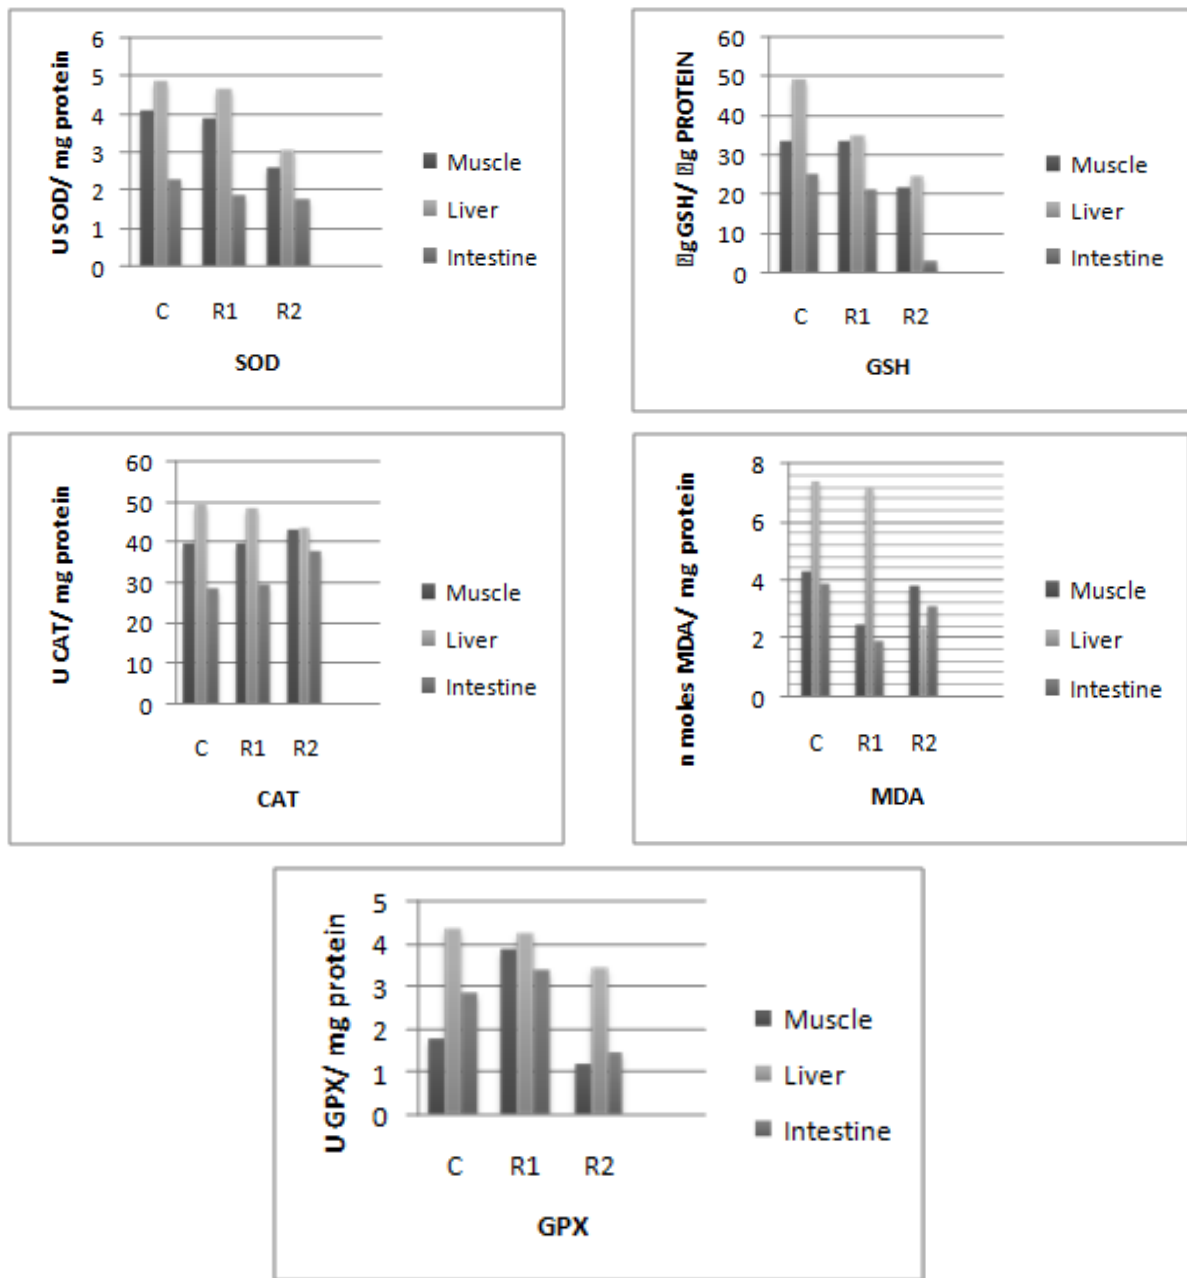 U SOD/ mg protein
6
5
4
3
2
1
0
C R1 R2
SOD
Muscle
Liver
Intestine
gGSH/ g PROTEIN
60
50
40
30
20
10
0
C R1 R2
GSH
Muscle
Liver
Intestine
U CAT/ mg protein
60
50
40
30
20
10
0
C R1 R2
CAT
Muscle
Liver
Intestine
n moles MDA/ mg protein
8
6
4
2
0
C R1 R2
MDA
Muscle
Liver
Intestine
U GPX/ mg protein
5
4
3
2
1
0
C R1 R2
GPX
Muscle
Liver
Intestine